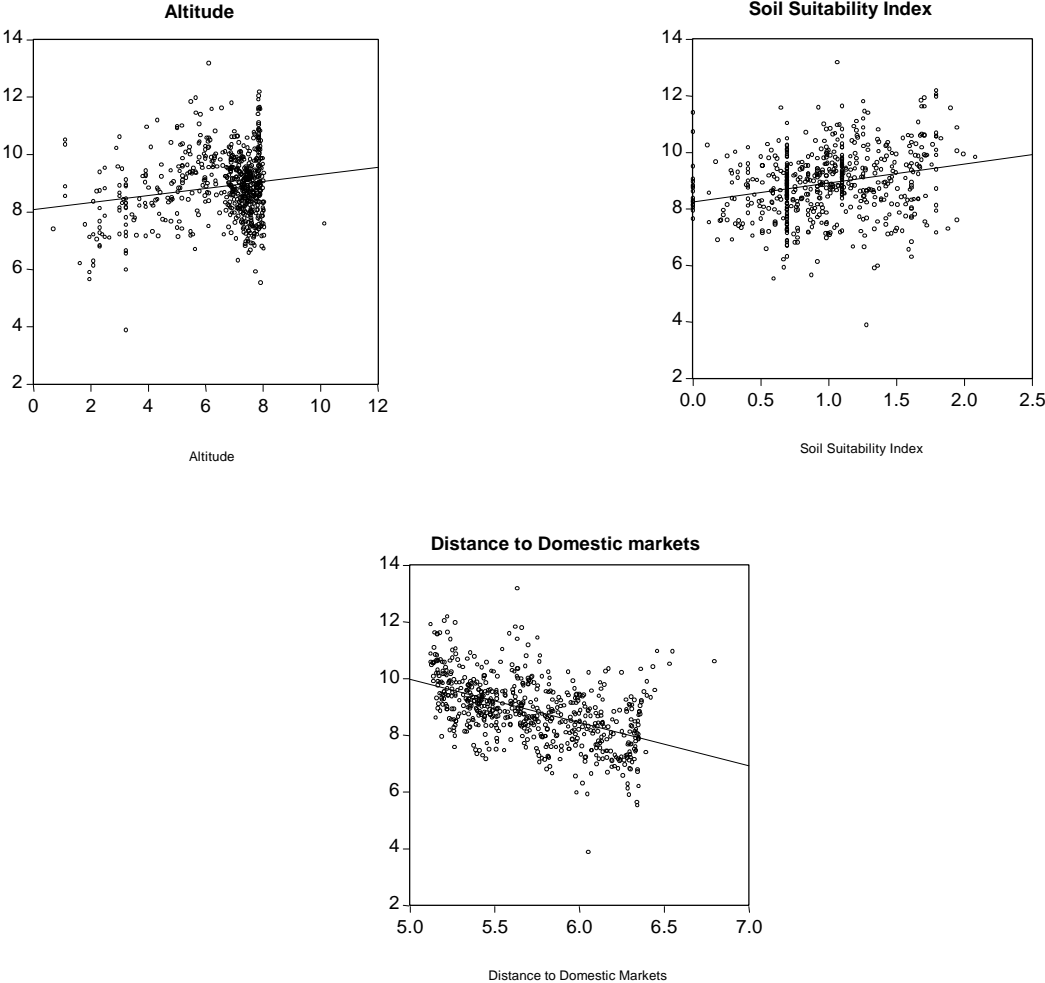 Altitude
14
12
10
8
6
4
2
0 2 4 6 8 10 12
Altitude
Soil Suitability Index
14
12
10
8
6
4
2
0.0 0.5 1.0 1.5 2.0 2.5
Soil Suitability Index
Distance to Domestic markets
14
12
10
8
6
4
2
5.0 5.5 6.0 6.5 7.0
Distance to Domestic Markets